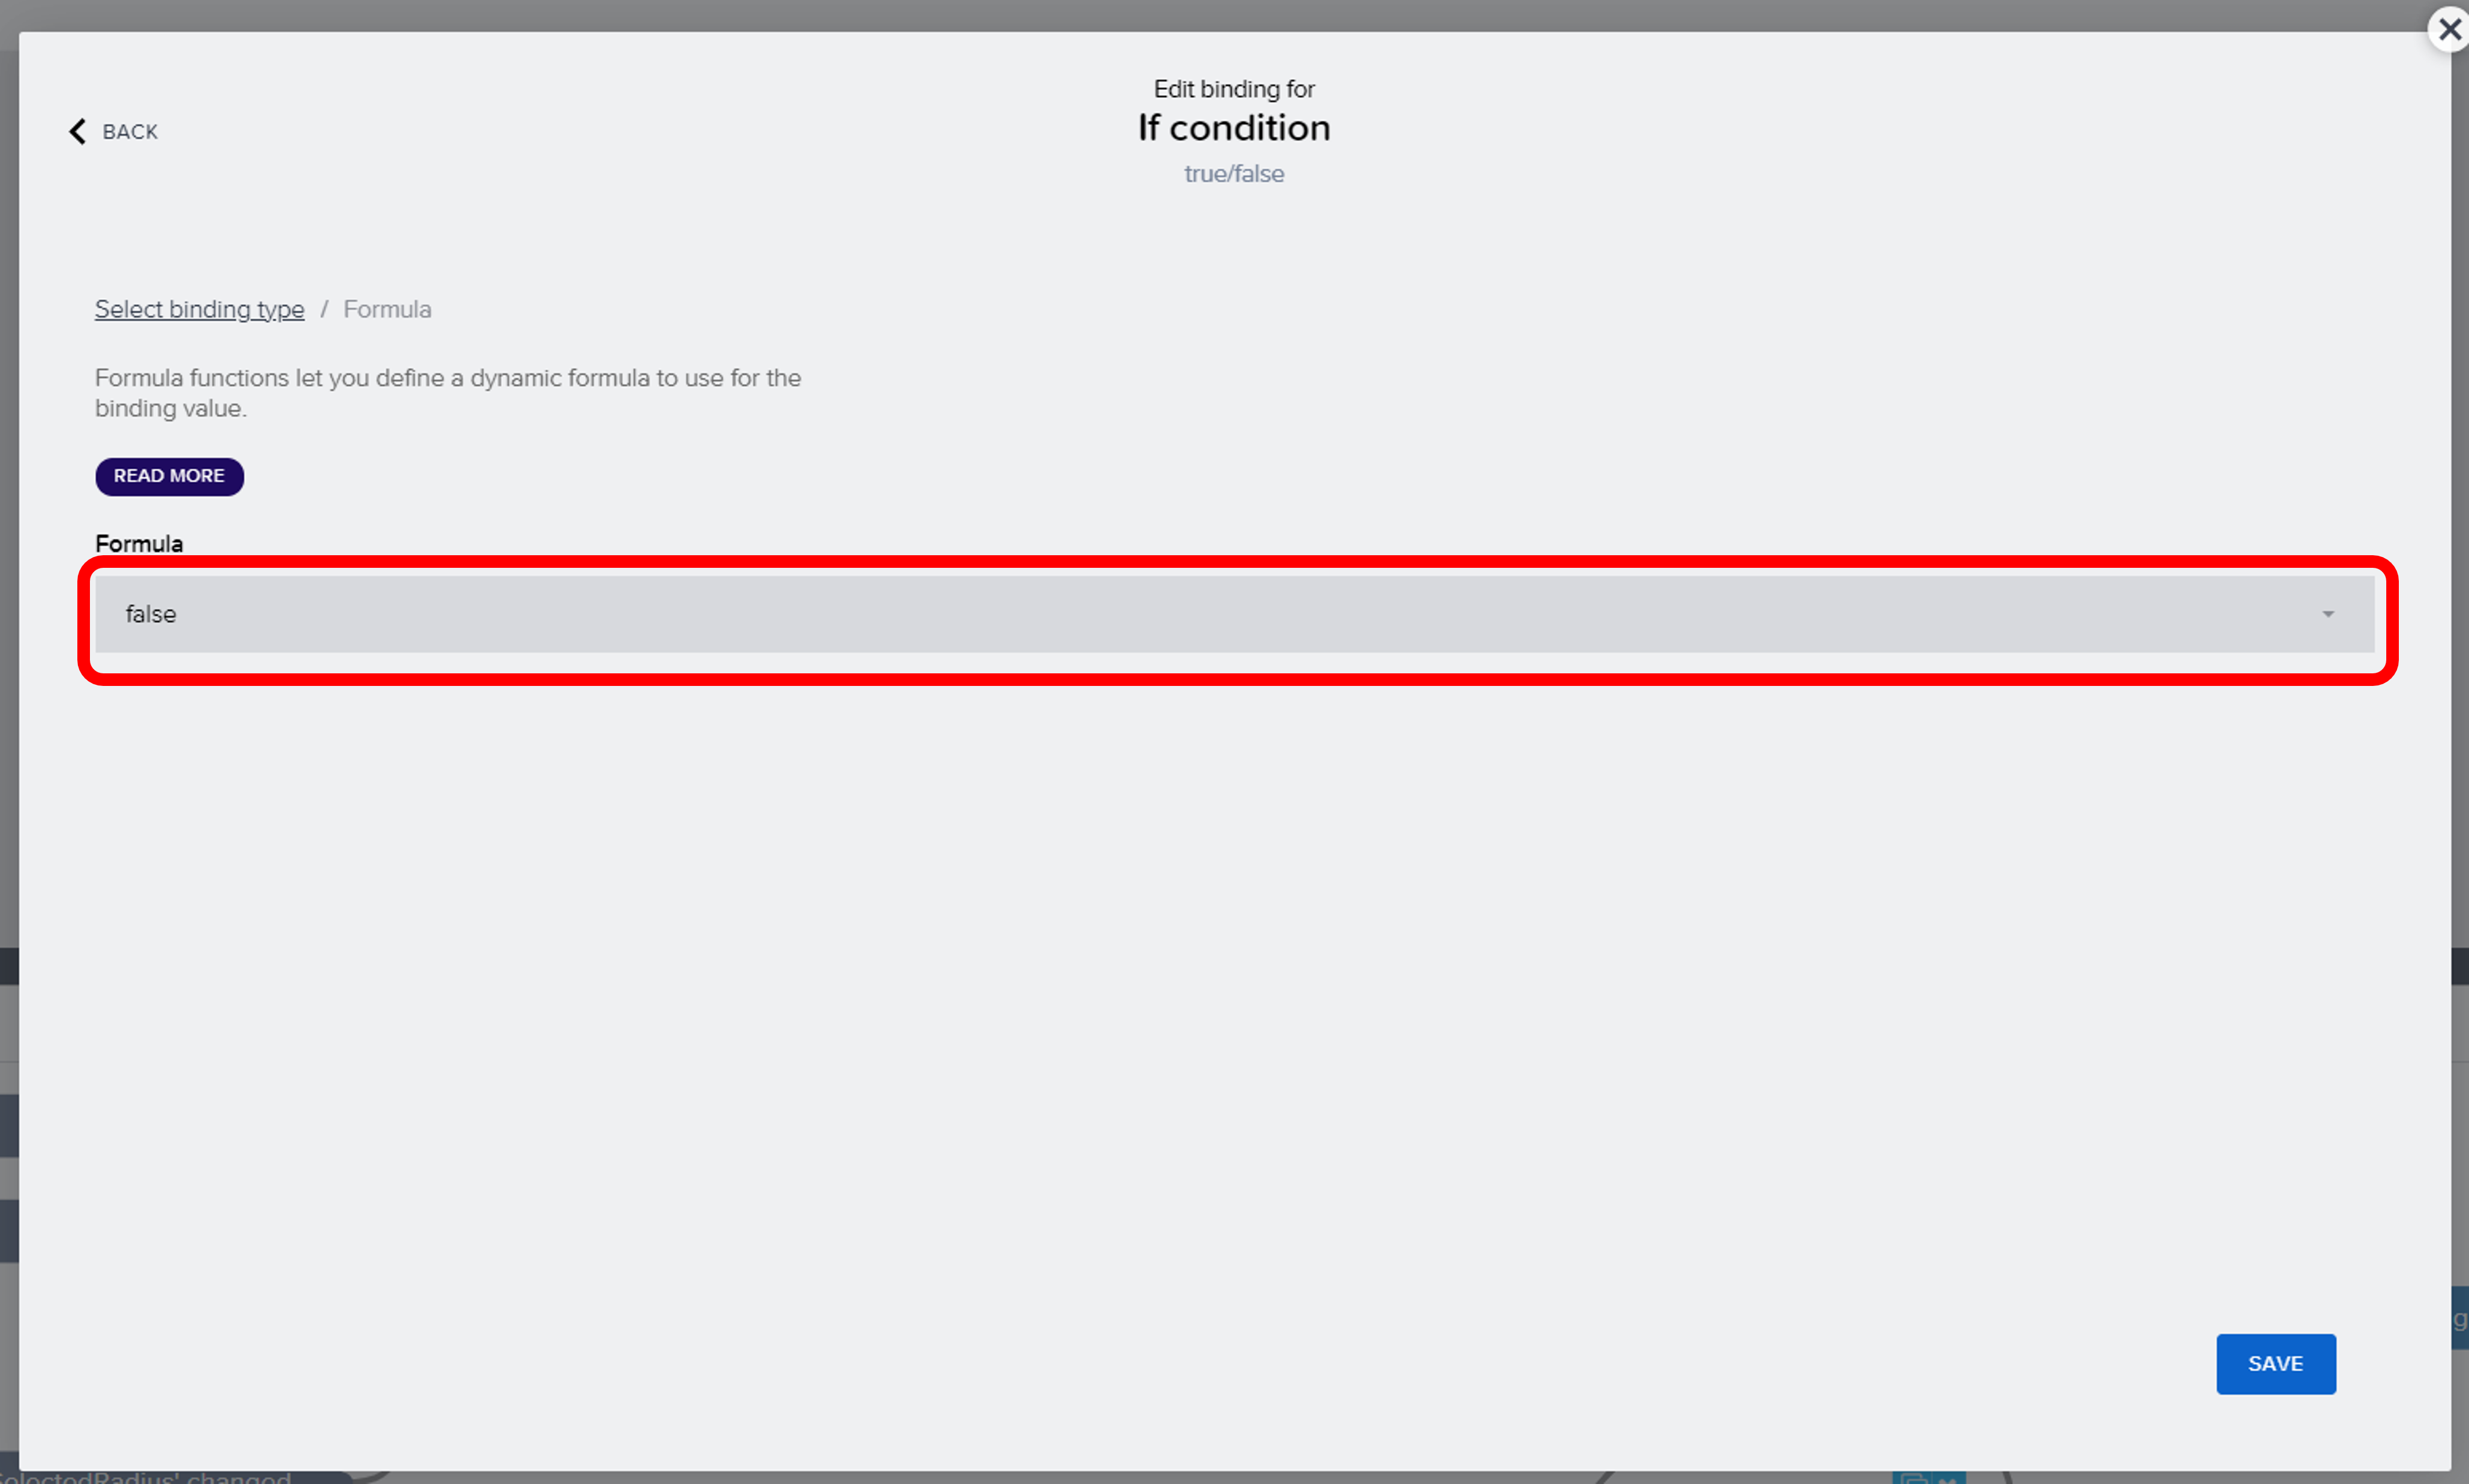 Edit binding for
BACK
If condition
true/false
Select binding type / Formula
Formula functions let you define a dynamic formula to use for the
binding value.
READ MORE
Formula
false
SAVE
SelectedRadius' changed